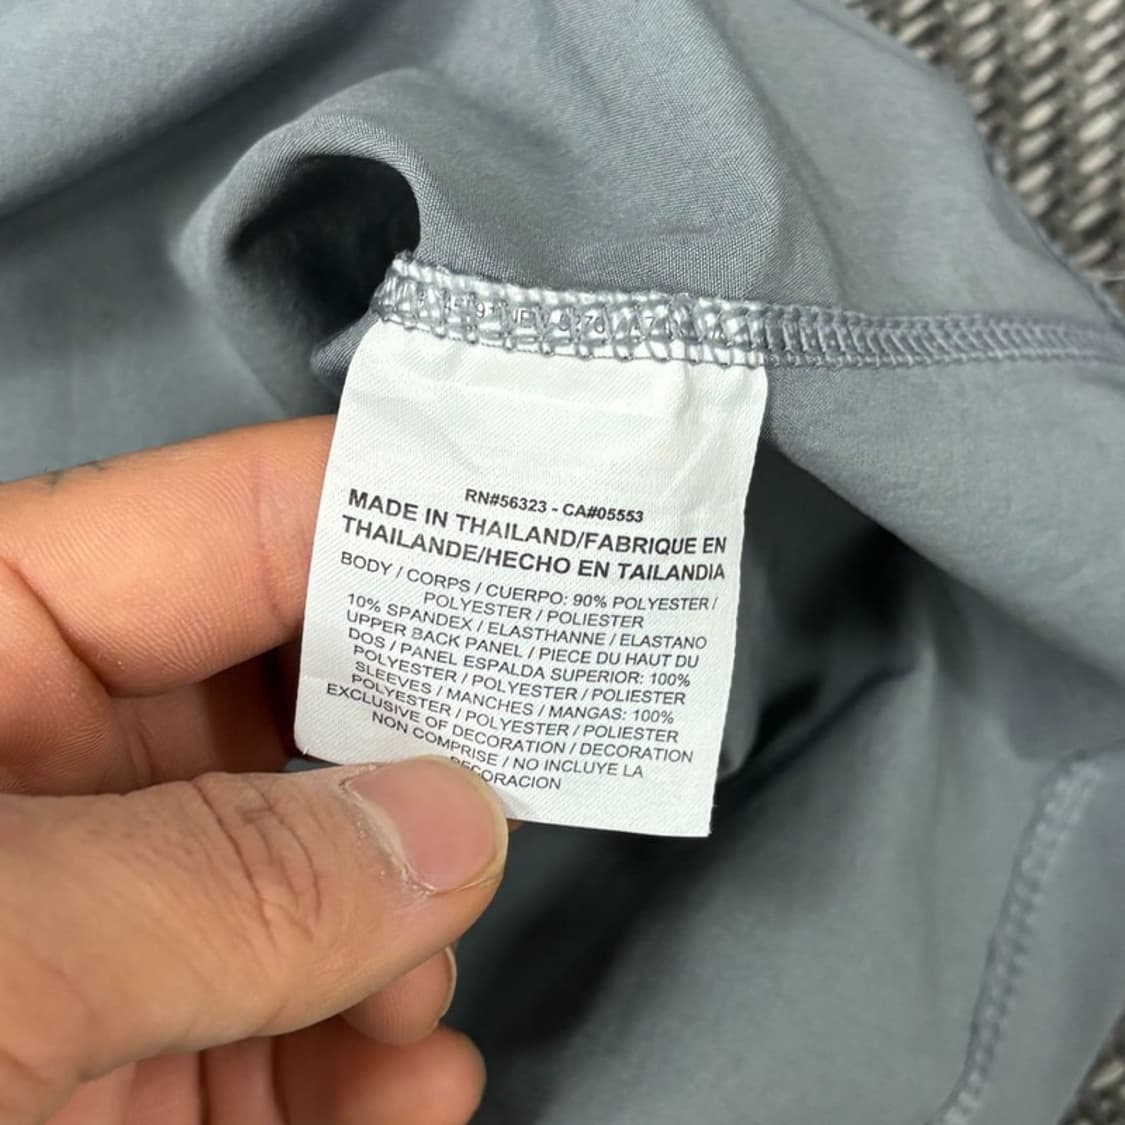 RN#56323 - CA#05553
MADE IN THAILAND/FABRIQUE EN
THAILANDE/HECHO EN TAILANDIA
BODY / CORPS / CUERPO: 90% POLYESTER /
POLYESTER / POLIESTER
10% SPANDEX / ELASTHANNE / ELASTANO
UPPER BACK PANEL / PIECE DU HAUT DU
DOS / PANEL ESPALDA SUPERIOR: 100%
POLYESTER / POLYESTER / POLIESTER
SLEEVES / MANCHES / MANGAS: 100%
POLYESTER / POLYESTER / POLIESTER
EXCLUSIVE OF DECORATION / DECORATION
NON COMPRISE / NO INCLUYE LA
DECORACION